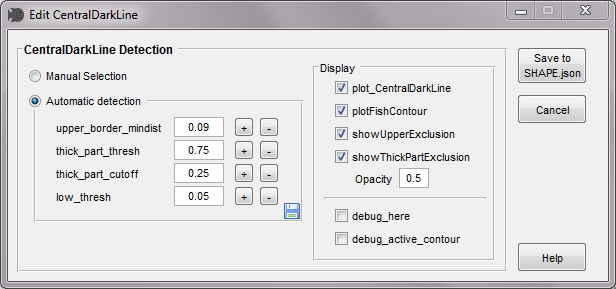 Edit CentralDarkLine
CentralDarkLine Detection
Manual Selection
Automatic detection
upper_border_mindist 0.09 + -
thick_part_thresh 0.75 + -
thick_part_cutoff 0.25 + -
low_thresh 0.05 + -
Display
plot_CentralDarkLine
plotFishContour
showUpperExclusion
showThickPartExclusion
Opacity 0.5
debug_here
debug_active_contour
Save to
SHAPE.json
Cancel
Help